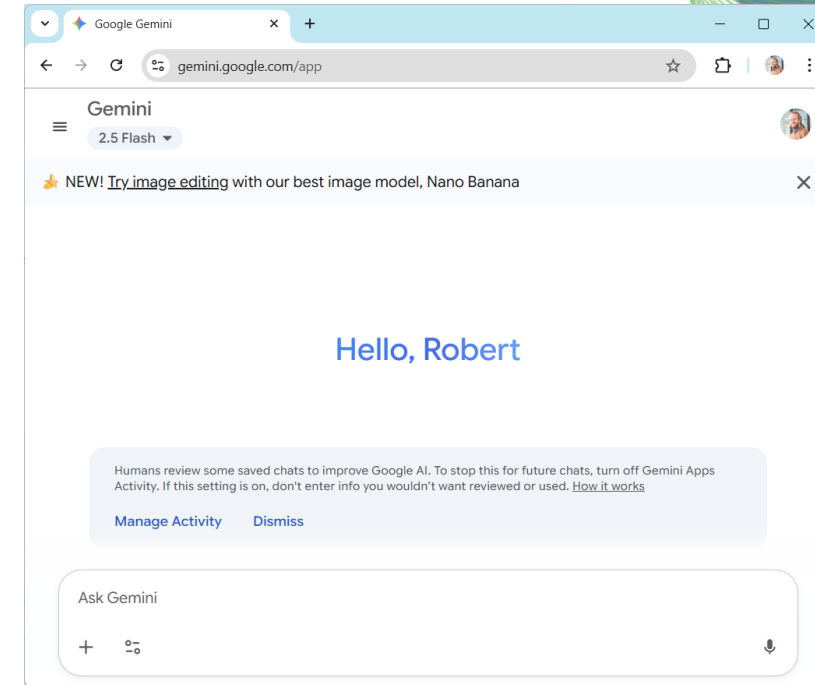 Google Gemini
gemini.google.com/app
Gemini
2.5 Flash
NEW! Try image editing with our best image model, Nano Banana
Hello, Robert
Humans review some saved chats to improve Google AI. To stop this for future chats, turn off Gemini Apps
Activity. If this setting is on, don't enter info you wouldn't want reviewed or used. How it works
Manage Activity Dismiss
Ask Gemini